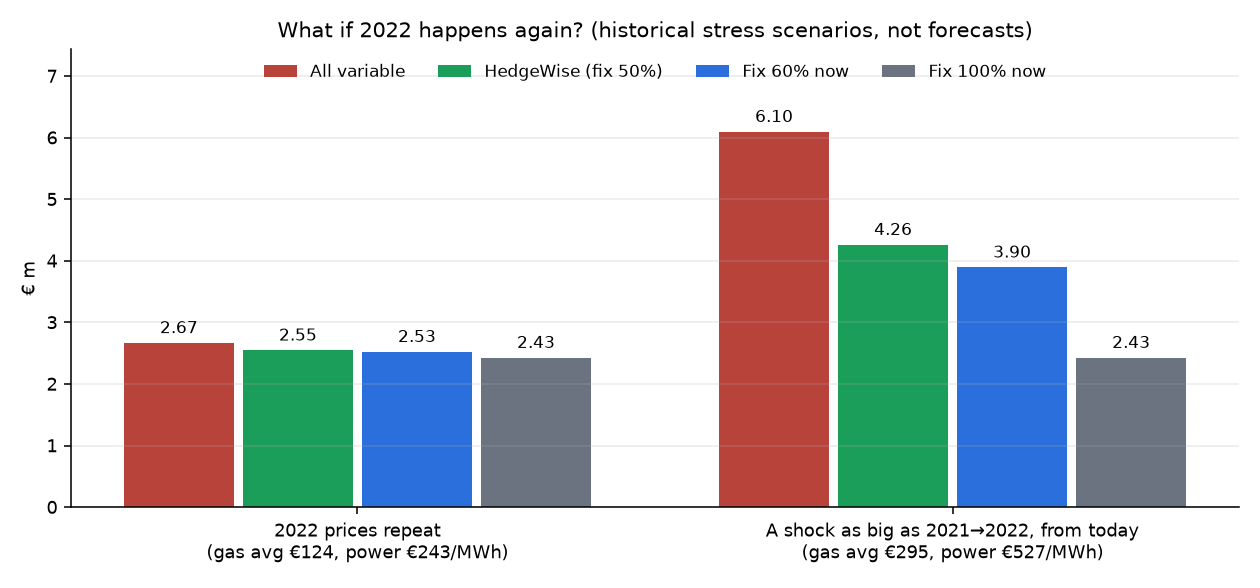 What if 2022 happens again? (historical stress scenarios, not forecasts)
All variable
HedgeWise (fix 50%)
Fix 60% now
Fix 100% now
€ m
7
6
5
4
3
2
1
0
2.67
2.55
2.53
2.43
6.10
4.26
3.90
2.43
2022 prices repeat
(gas avg €124, power €243/MWh)
A shock as big as 2021→2022, from today
(gas avg €295, power €527/MWh)